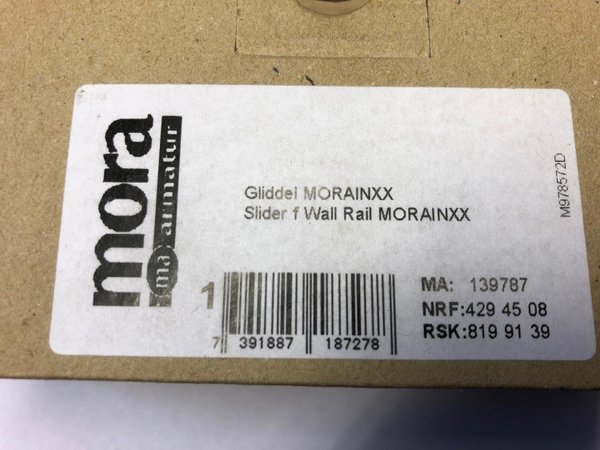 mora
ma armatur
Gliddel MORAINXX
Slider f Wall Rail MORAINXX
M978572D
1
7 391887 187278
MA: 139787
NRF:429 45 08
RSK:819 91 39